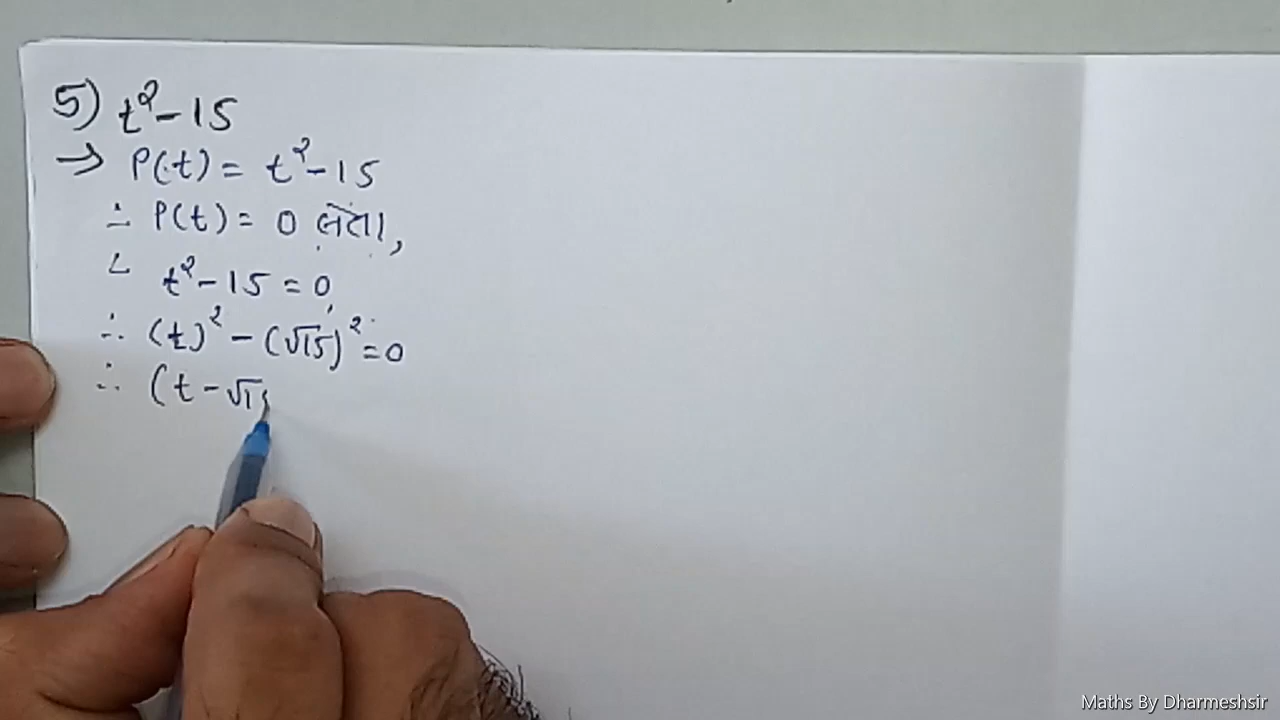 5) t²-15
→ P(t) = t²-15
∴ P(t) = 0 લેતા,
∴ t²-15 = 0
∴ (t)² - (√15)² = 0
∴ (t - √15
Maths By Dharmeshsir